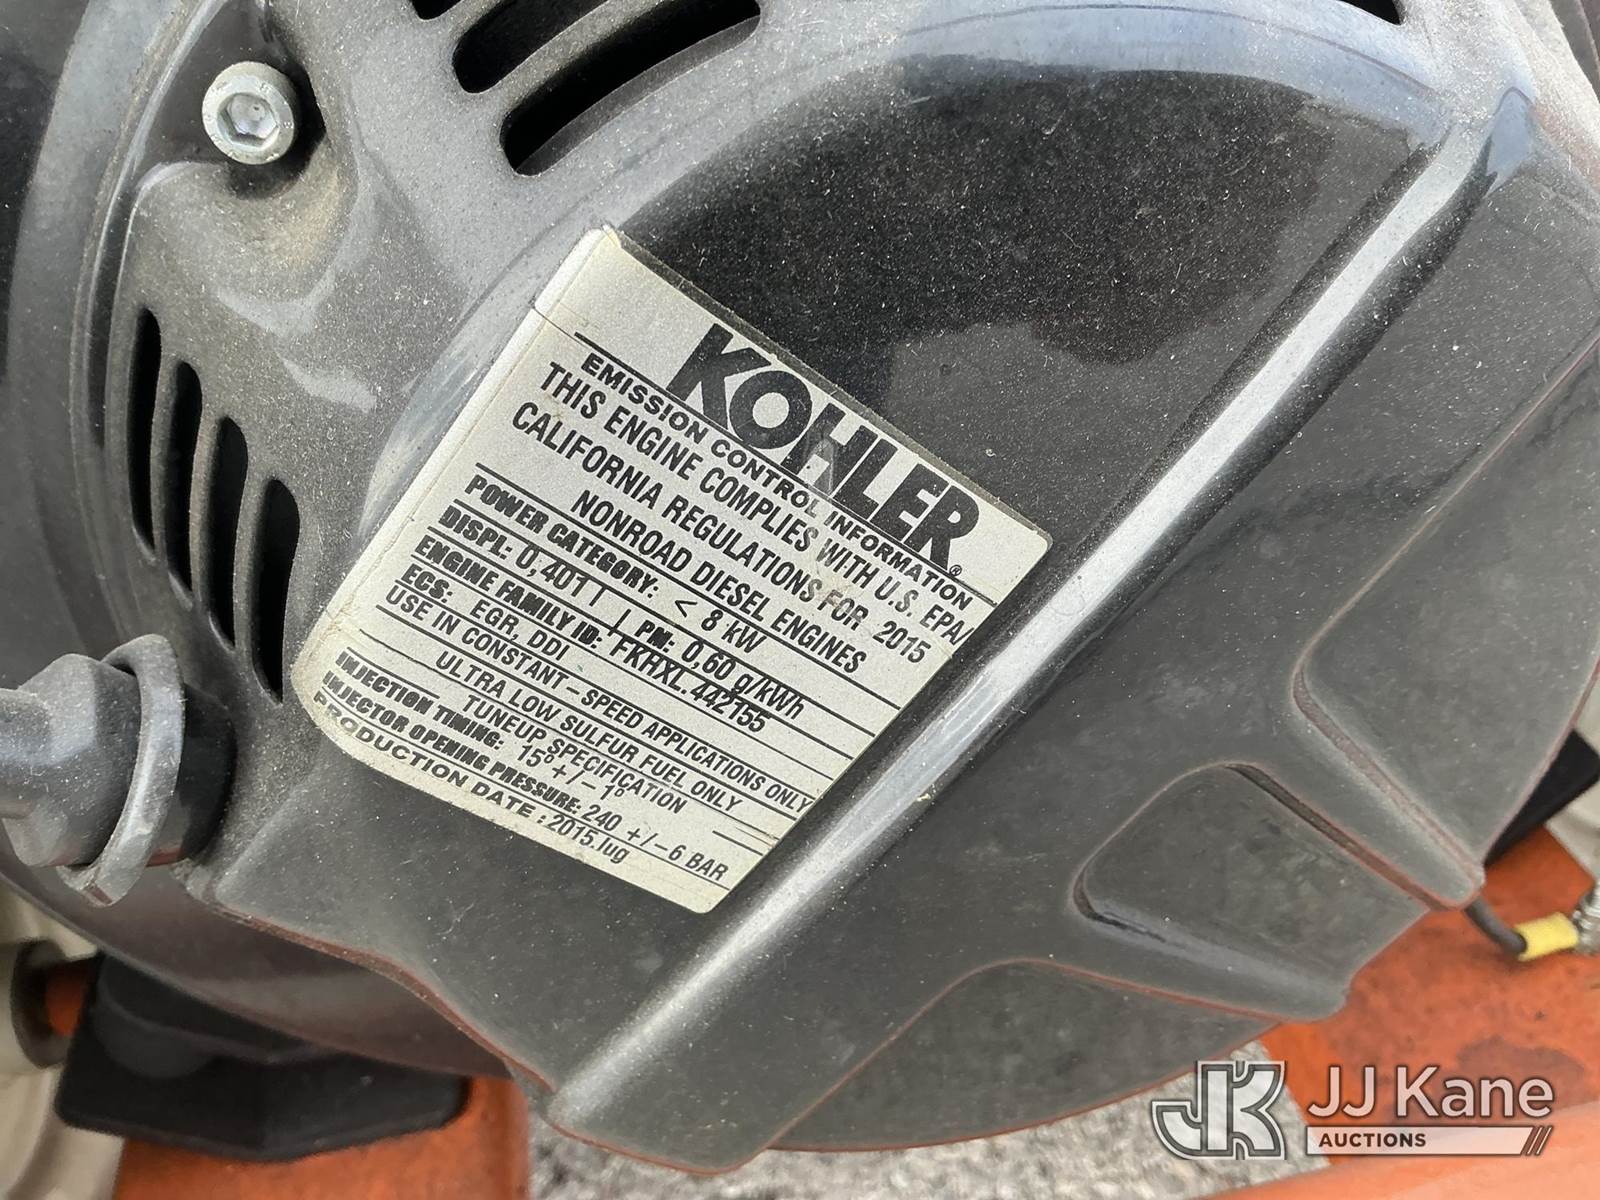 KOHLER®
EMISSION CONTROL INFORMATION
THIS ENGINE COMPLIES WITH U.S. EPA/
CALIFORNIA REGULATIONS FOR 2015
NONROAD DIESEL ENGINES
POWER CATEGORY: < 8 kW
DISPL: 0,401 l | PM: 0,60 g/kWh
ENGINE FAMILY ID: FKHXL.442155
ECS: EGR, DDI
USE IN CONSTANT-SPEED APPLICATIONS ONLY
ULTRA LOW SULFUR FUEL ONLY
TUNEUP SPECIFICATION
INJECTION TIMING: 15° +/-1°
INJECTOR OPENING PRESSURE: 240 +/-6 BAR
PRODUCTION DATE: 2015.lug
JK JJ Kane
AUCTIONS